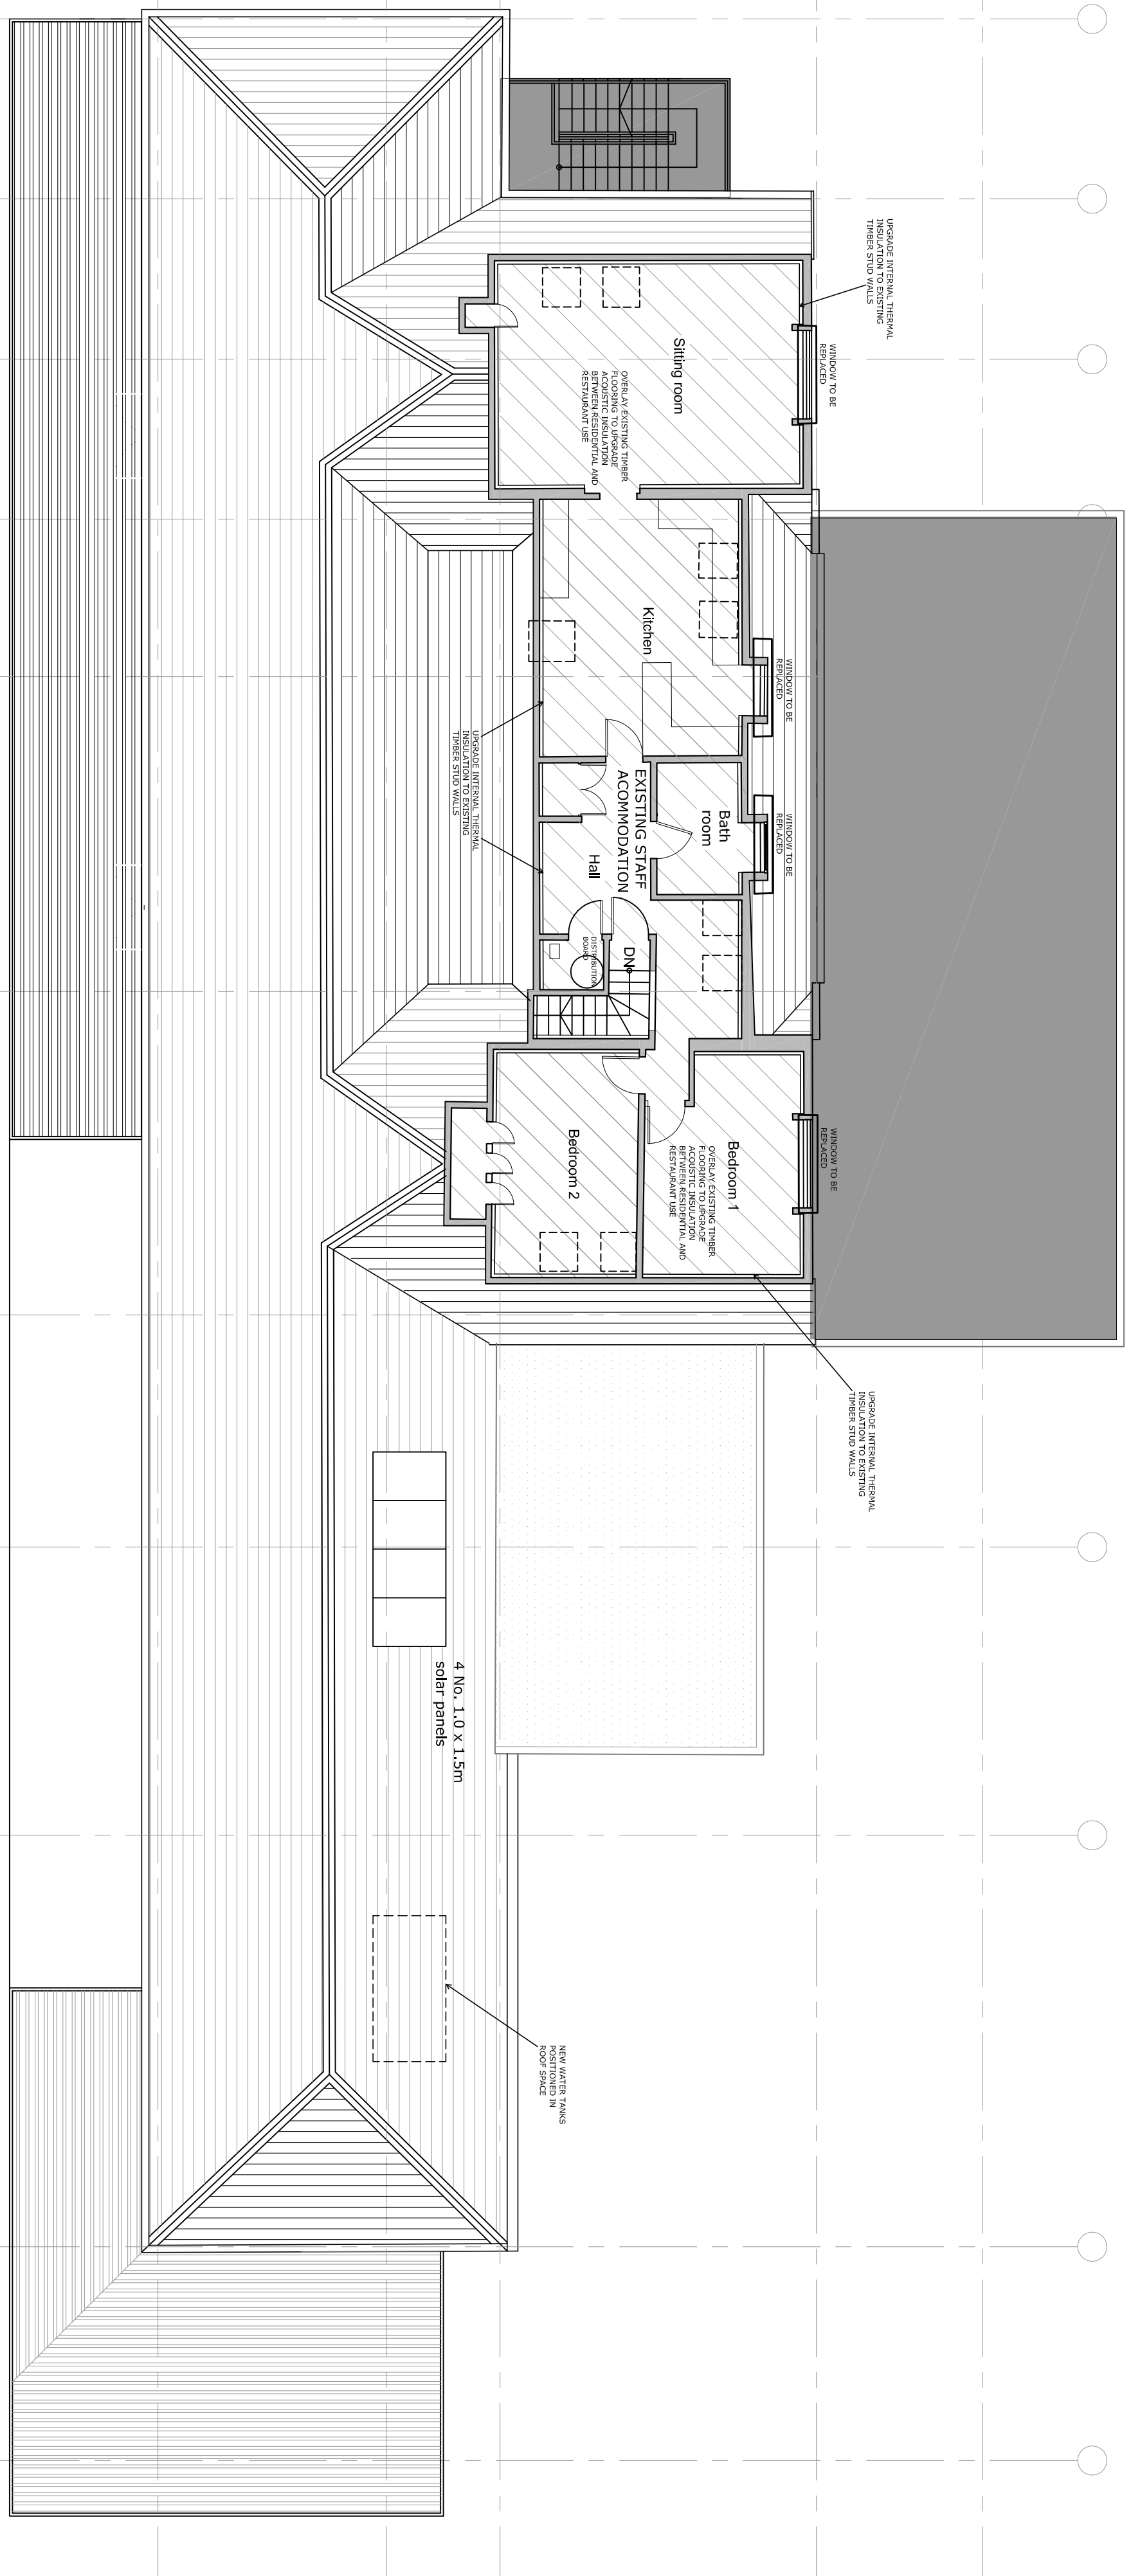 UPGRADE INTERNAL THERMAL
INSULATION TO EXISTING
TIMBER STUD WALLS
WINDOW TO BE
REPLACED
Sitting room
OVERLAY EXISTING TIMBER
FLOORING TO UPGRADE
ACOUSTIC INSULATION
BETWEEN RESIDENTIAL AND
RESTAURANT USE
Kitchen
WINDOW TO BE
REPLACED
UPGRADE INTERNAL THERMAL
INSULATION TO EXISTING
TIMBER STUD WALLS
EXISTING STAFF
ACOMMODATION
Bath
room
WINDOW TO BE
REPLACED
Hall
DISTRIBUTION
BOARD
DN
Bedroom 2
Bedroom 1
OVERLAY EXISTING TIMBER
FLOORING TO UPGRADE
ACOUSTIC INSULATION
BETWEEN RESIDENTIAL AND
RESTAURANT USE
WINDOW TO BE
REPLACED
UPGRADE INTERNAL THERMAL
INSULATION TO EXISTING
TIMBER STUD WALLS
4 No. 1.0 x 1.5m
solar panels
NEW WATER TANKS
POSITIONED IN
ROOF SPACE